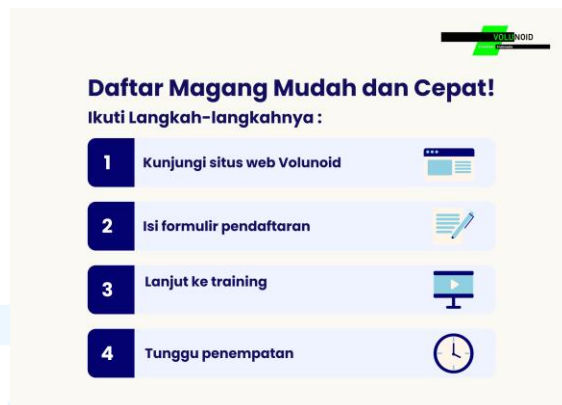 VOLUNOID
Daftar Magang Mudah dan Cepat!
Ikuti Langkah-langkahnya :
1 Kunjungi situs web Volunoid
2 Isi formulir pendaftaran
3 Lanjut ke training
4 Tunggu penempatan